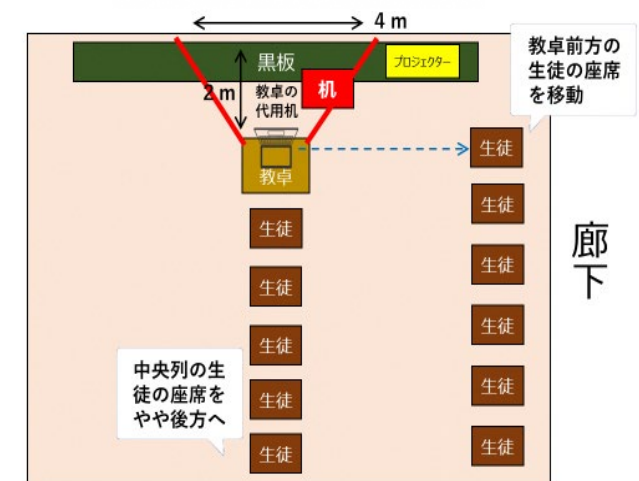 4 m
黒板
プロジェクター
2 m
教卓の
代用机
机
教卓前方の
生徒の座席
を移動
教卓
生徒
生徒
生徒
生徒
生徒
生徒
生徒
生徒
生徒
生徒
生徒
廊下
中央列の生
徒の座席を
やや後方へ